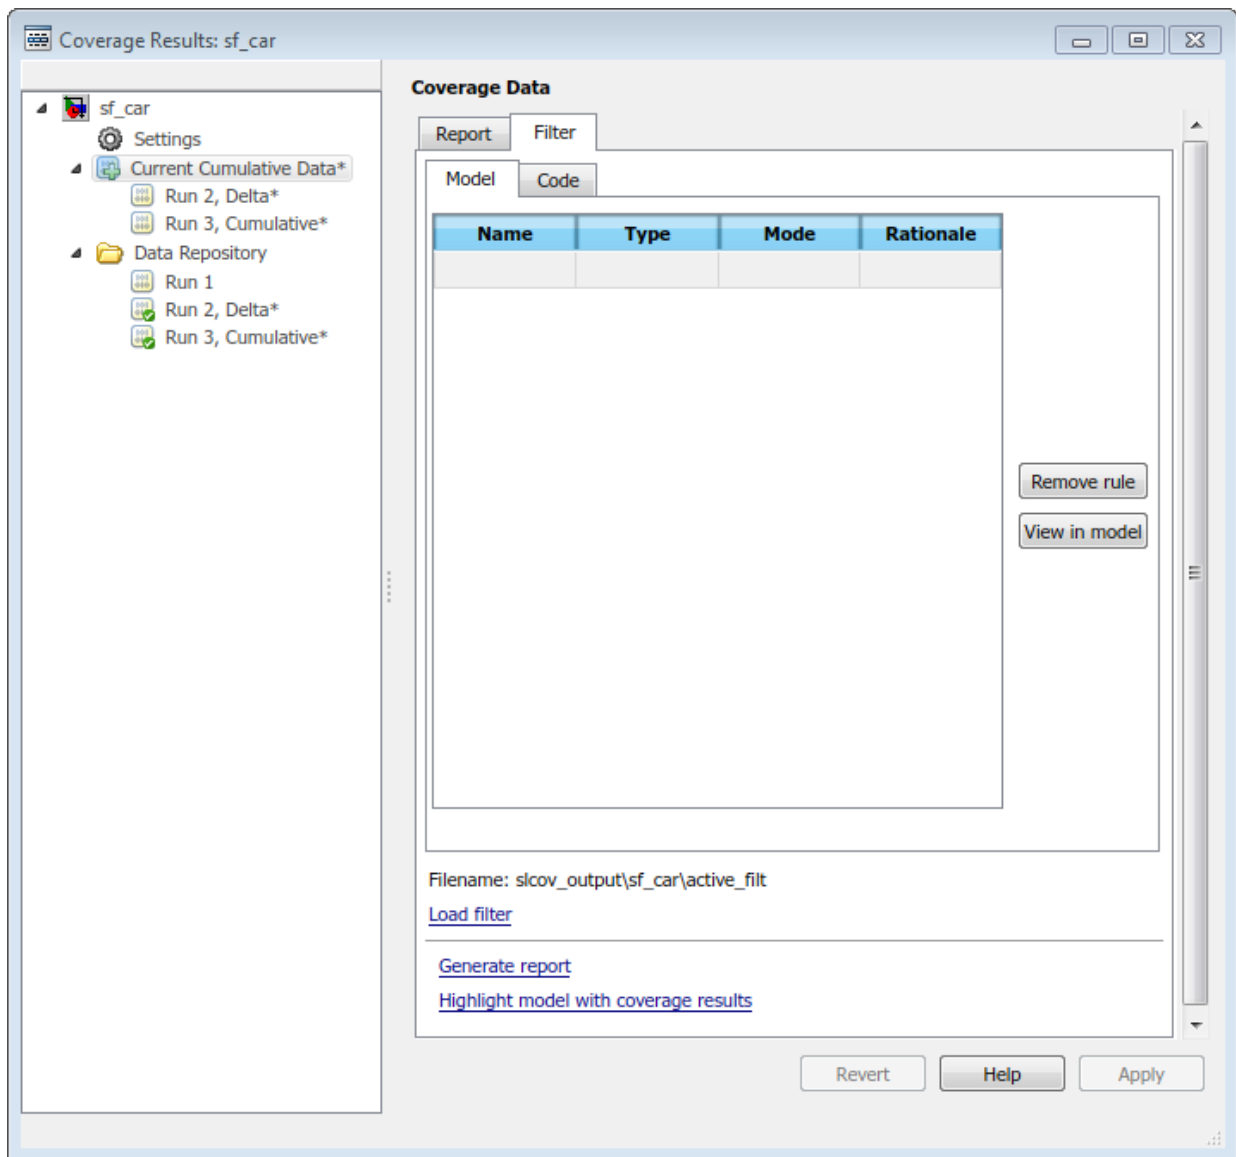 Coverage Results: sf_car
sf_car
Settings
Current Cumulative Data*
Run 2, Delta*
Run 3, Cumulative*
Data Repository
Run 1
Run 2, Delta*
Run 3, Cumulative*
Coverage Data
Report Filter
Model Code
Name Type Mode Rationale
Remove rule
View in model
Filename: slcov_output\sf_car\active_filt
Load filter
Generate report
Highlight model with coverage results
Revert Help Apply